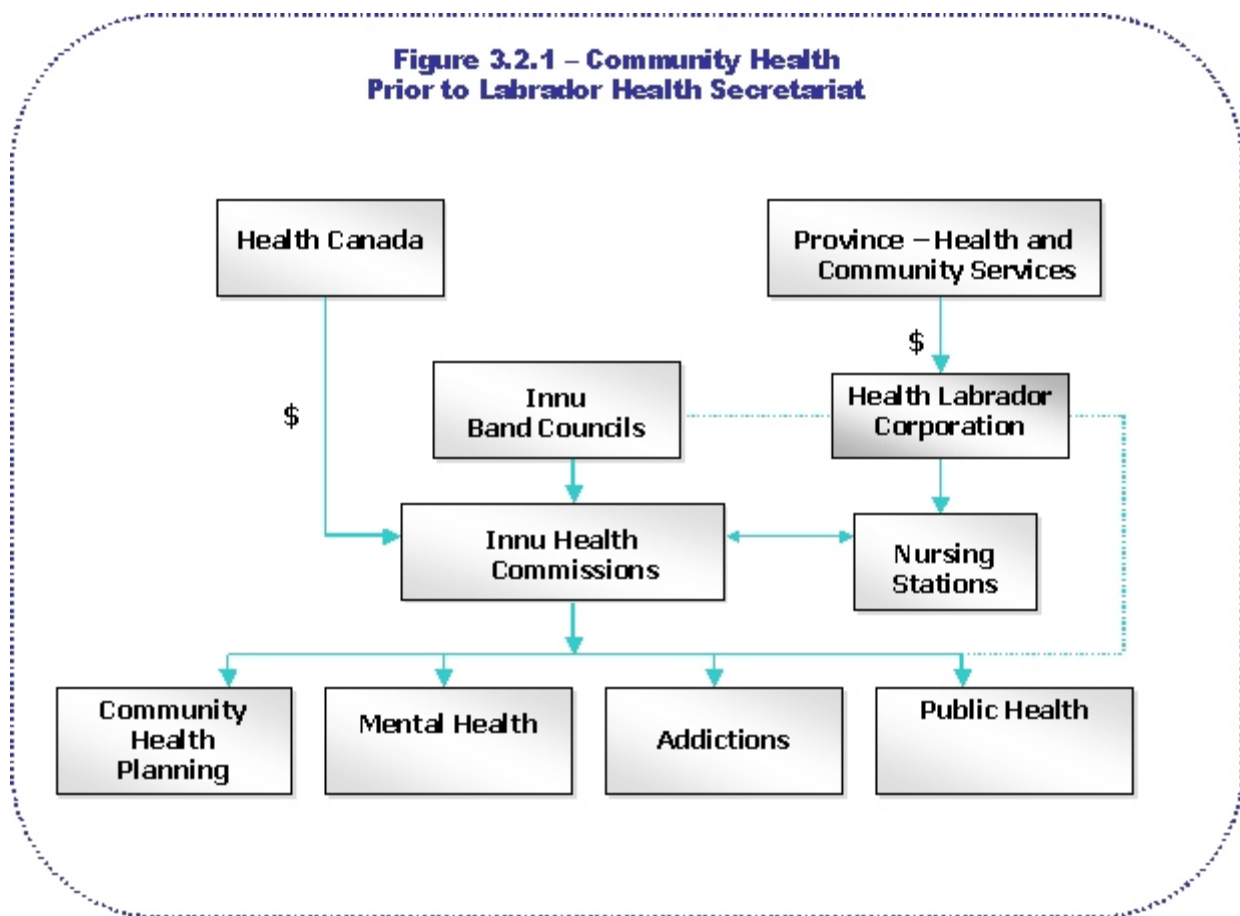 Figure 3.2.1 – Community Health
Prior to Labrador Health Secretariat
Health Canada
Province – Health and
Community Services
$
$
Innu
Band Councils
Health Labrador
Corporation
Innu Health
Commissions
Nursing
Stations
Community
Health
Planning
Mental Health
Addictions
Public Health